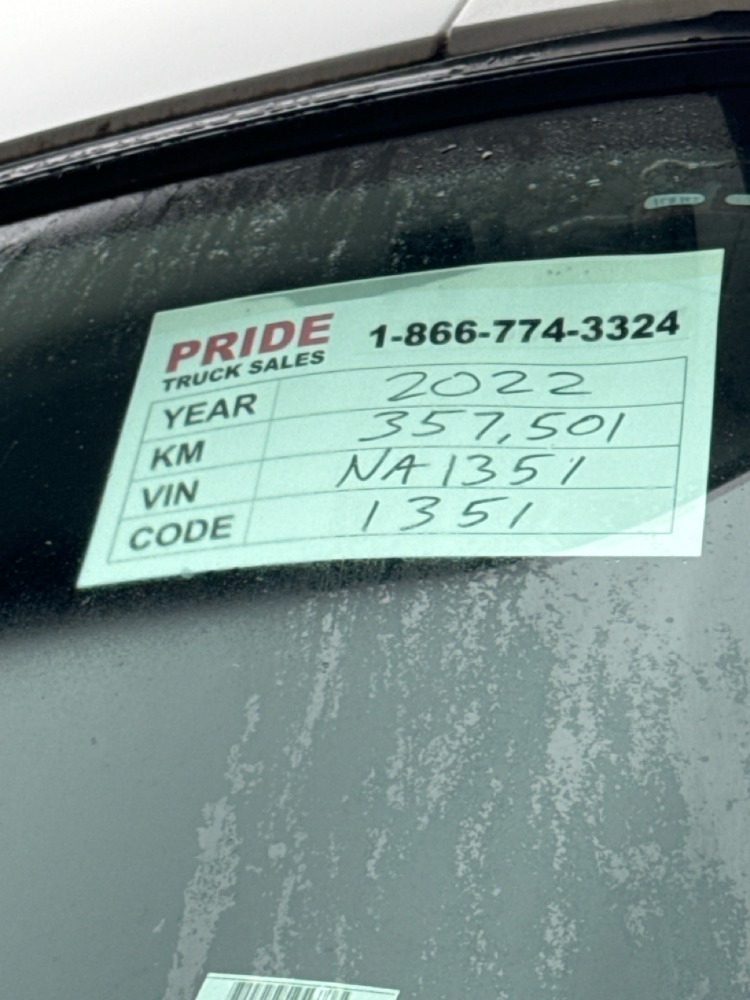 PRIDE 1-866-774-3324
TRUCK SALES
YEAR 2022
KM 357,501
VIN NA1351
CODE 1351